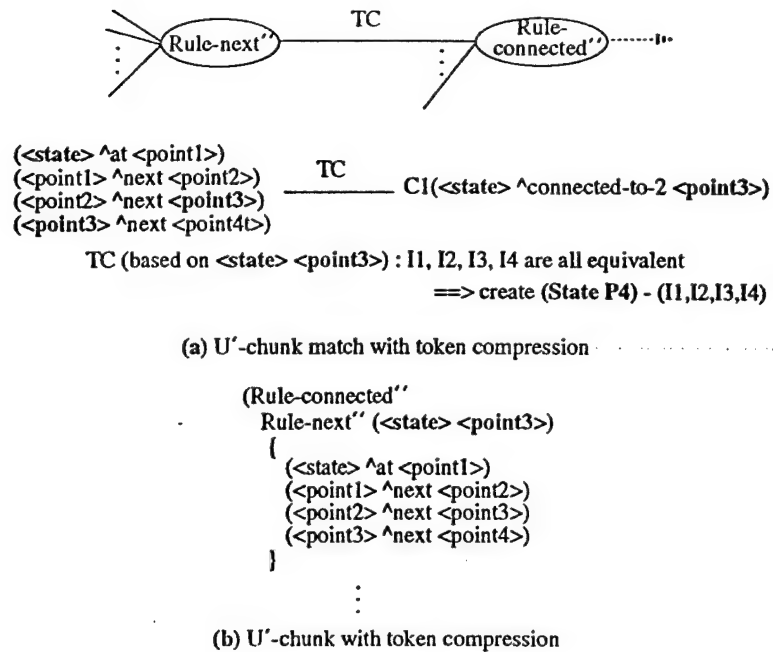 TC
Rule-next′′
Rule-
connected′′
(<state> ^at <point1>)
(<point1> ^next <point2>)
(<point2> ^next <point3>)
(<point3> ^next <point4t>)
TC
C1(<state> ^connected-to-2 <point3>)
TC (based on <state> <point3>) : I1, I2, I3, I4 are all equivalent
==> create (State P4) - (I1,I2,I3,I4)
(a) U′-chunk match with token compression
(Rule-connected′′
Rule-next′′ (<state> <point3>)
{
(<state> ^at <point1>)
(<point1> ^next <point2>)
(<point2> ^next <point3>)
(<point3> ^next <point4>)
}
(b) U′-chunk with token compression